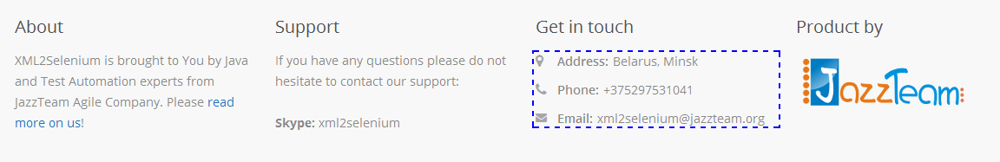 About
XML2Selenium is brought to You by Java
and Test Automation experts from
JazzTeam Agile Company. Please read
more on us!
Support
If you have any questions please do not
hesitate to contact our support:
Skype: xml2selenium
Get in touch
Address: Belarus, Minsk
Phone: +375297531041
Email: xml2selenium@jazzteam.org
Product by
JazzTeam